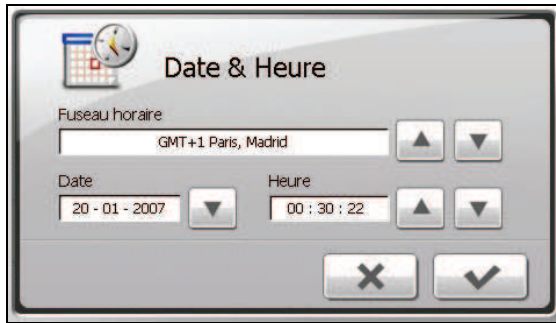 Date & Heure
Fuseau horaire
GMT+1 Paris, Madrid
Date Heure
20 - 01 - 2007 00 : 30 : 22